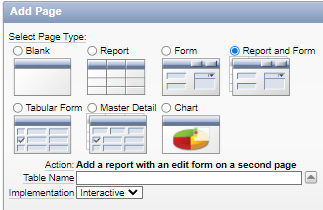 Add Page
Select Page Type:
Blank Report Form Report and Form
Tabular Form Master Detail Chart
Action: Add a report with an edit form on a second page
Table Name
Implementation Interactive